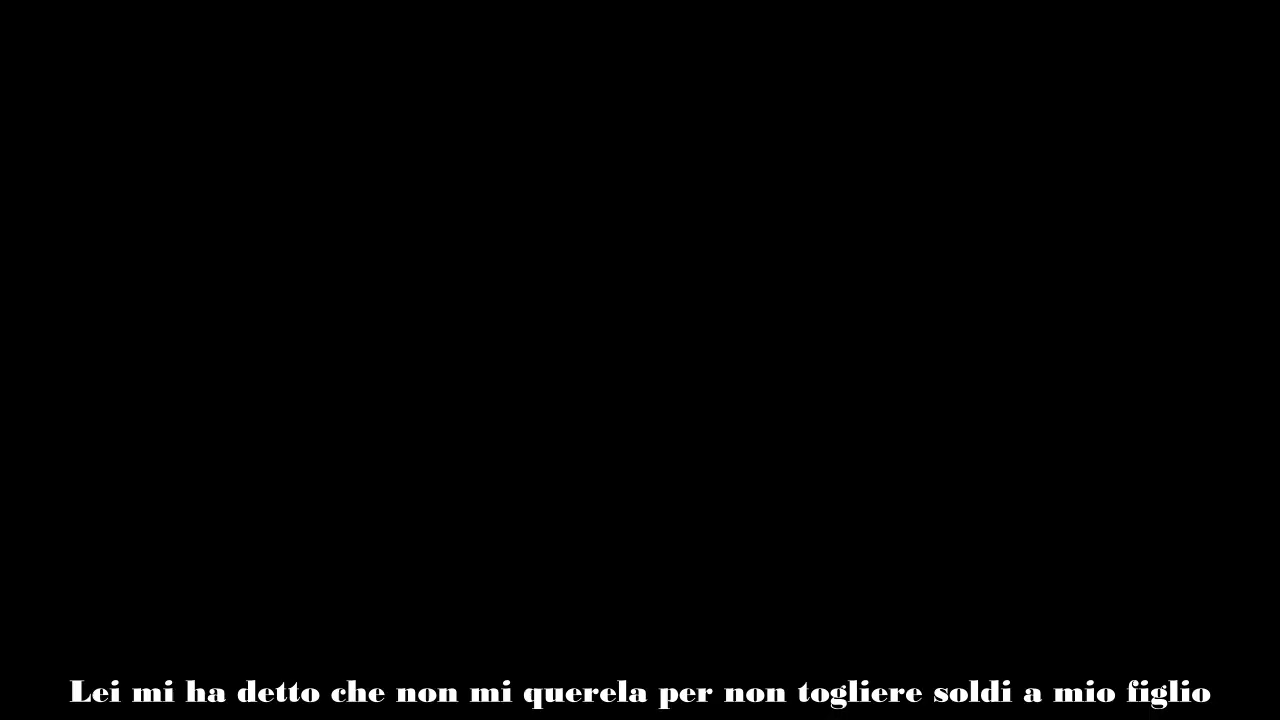 Lei mi ha detto che non mi querela per non togliere soldi a mio figlio